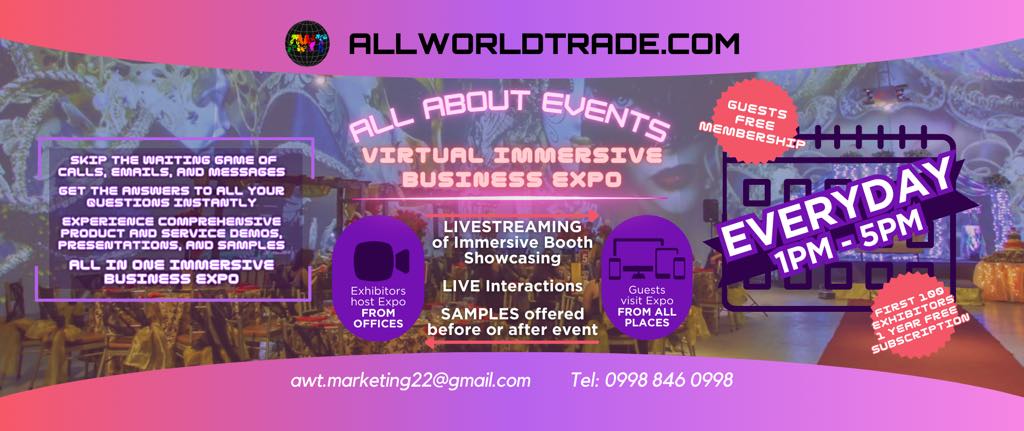 ALLWORLDTRADE.COM
ALL ABOUT EVENTS
VIRTUAL IMMERSIVE
BUSINESS EXPO
SKIP THE WAITING GAME OF
CALLS, EMAILS, AND MESSAGES
GET THE ANSWERS TO ALL YOUR
QUESTIONS INSTANTLY
EXPERIENCE COMPREHENSIVE
PRODUCT AND SERVICE DEMOS,
PRESENTATIONS, AND SAMPLES
ALL IN ONE IMMERSIVE
BUSINESS EXPO
Exhibitors
host Expo
FROM
OFFICES
LIVESTREAMING
of Immersive Booth
Showcasing
LIVE Interactions
SAMPLES offered
before or after event
Guests
visit Expo
FROM ALL
PLACES
GUESTS
FREE
MEMBERSHIP
EVERYDAY
1PM - 5PM
FIRST 100
EXHIBITORS
1 YEAR FREE
SUBSCRIPTION
awt.marketing22@gmail.com
Tel: 0998 846 0998